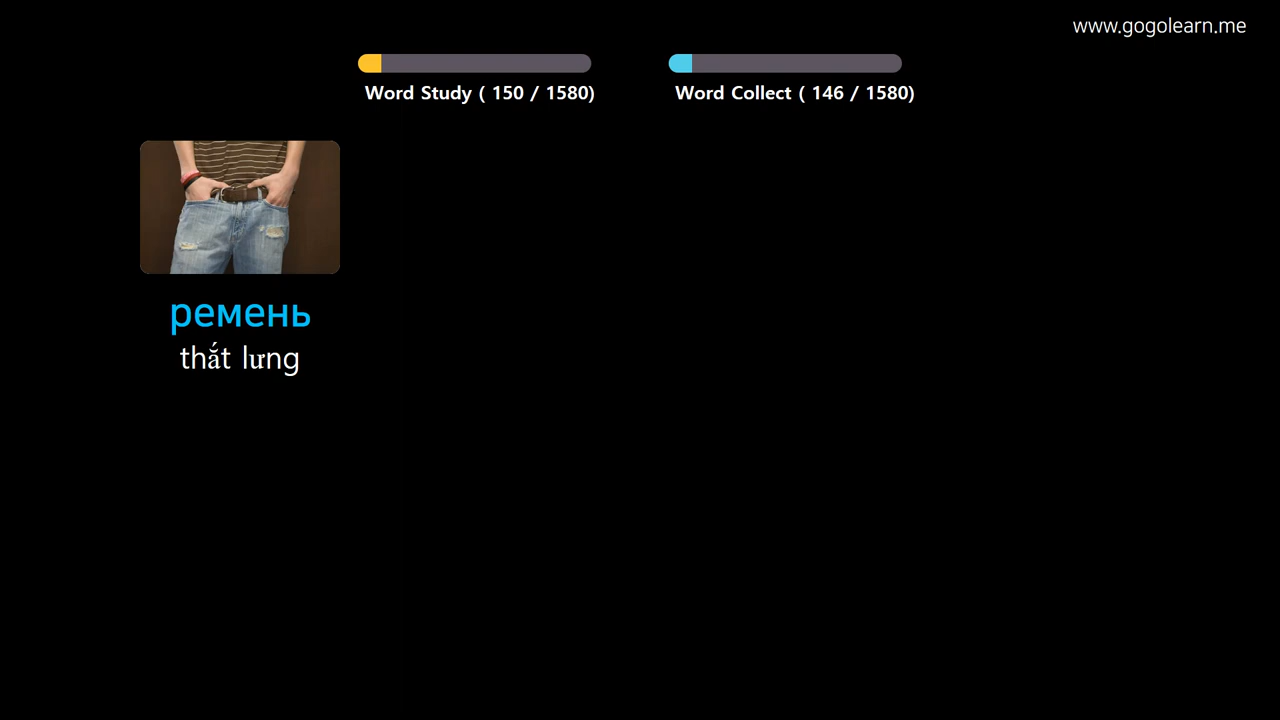 www.gogolearn.me
Word Study ( 150 / 1580)
Word Collect ( 146 / 1580)
ремень
thắt lưng